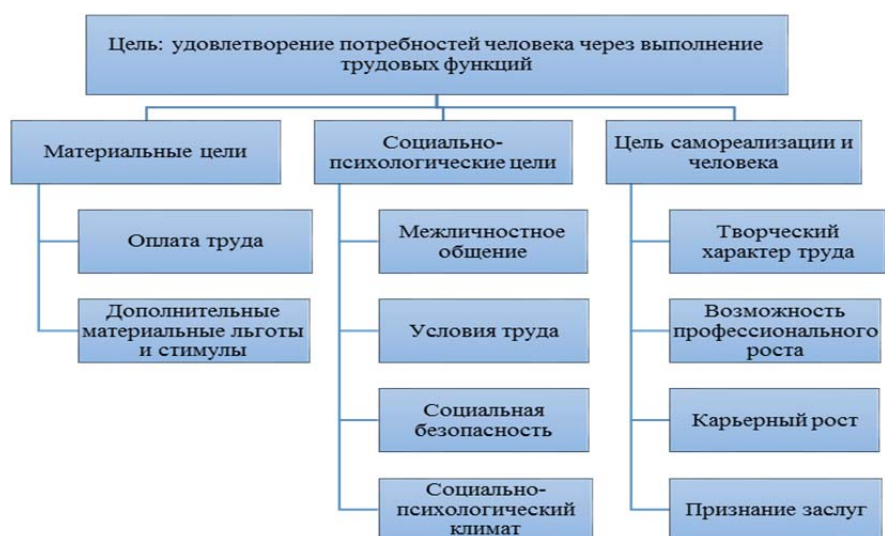 Цель: удовлетворение потребностей человека через выполнение
трудовых функций
Материальные цели
Оплата труда
Дополнительные
материальные льготы
и стимулы
Социально-
психологические цели
Межличностное
общение
Условия труда
Социальная
безопасность
Социально-
психологический
климат
Цель самореализации и
человека
Творческий
характер труда
Возможность
профессионального
роста
Карьерный рост
Признание заслуг